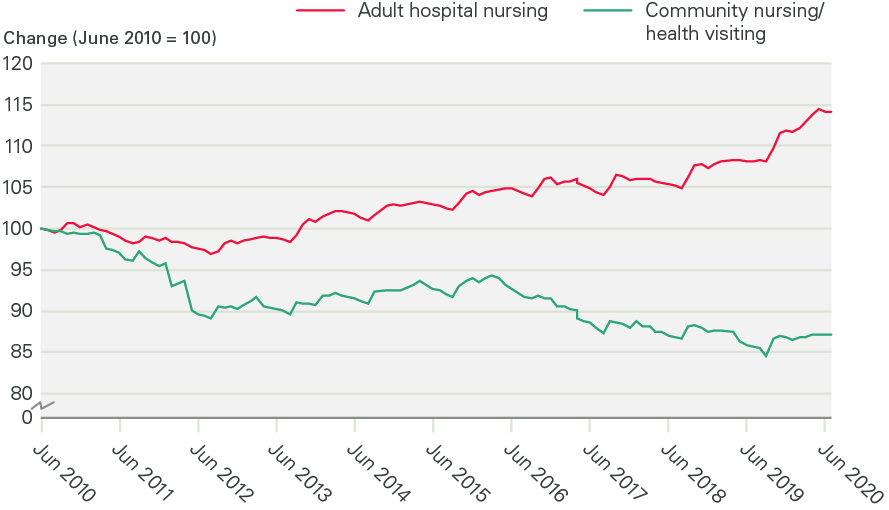 Adult hospital nursing
Community nursing/
health visiting
Change (June 2010 = 100)
120
115
110
105
100
95
90
85
80
0
Jun 2010
Jun 2011
Jun 2012
Jun 2013
Jun 2014
Jun 2015
Jun 2016
Jun 2017
Jun 2018
Jun 2019
Jun 2020